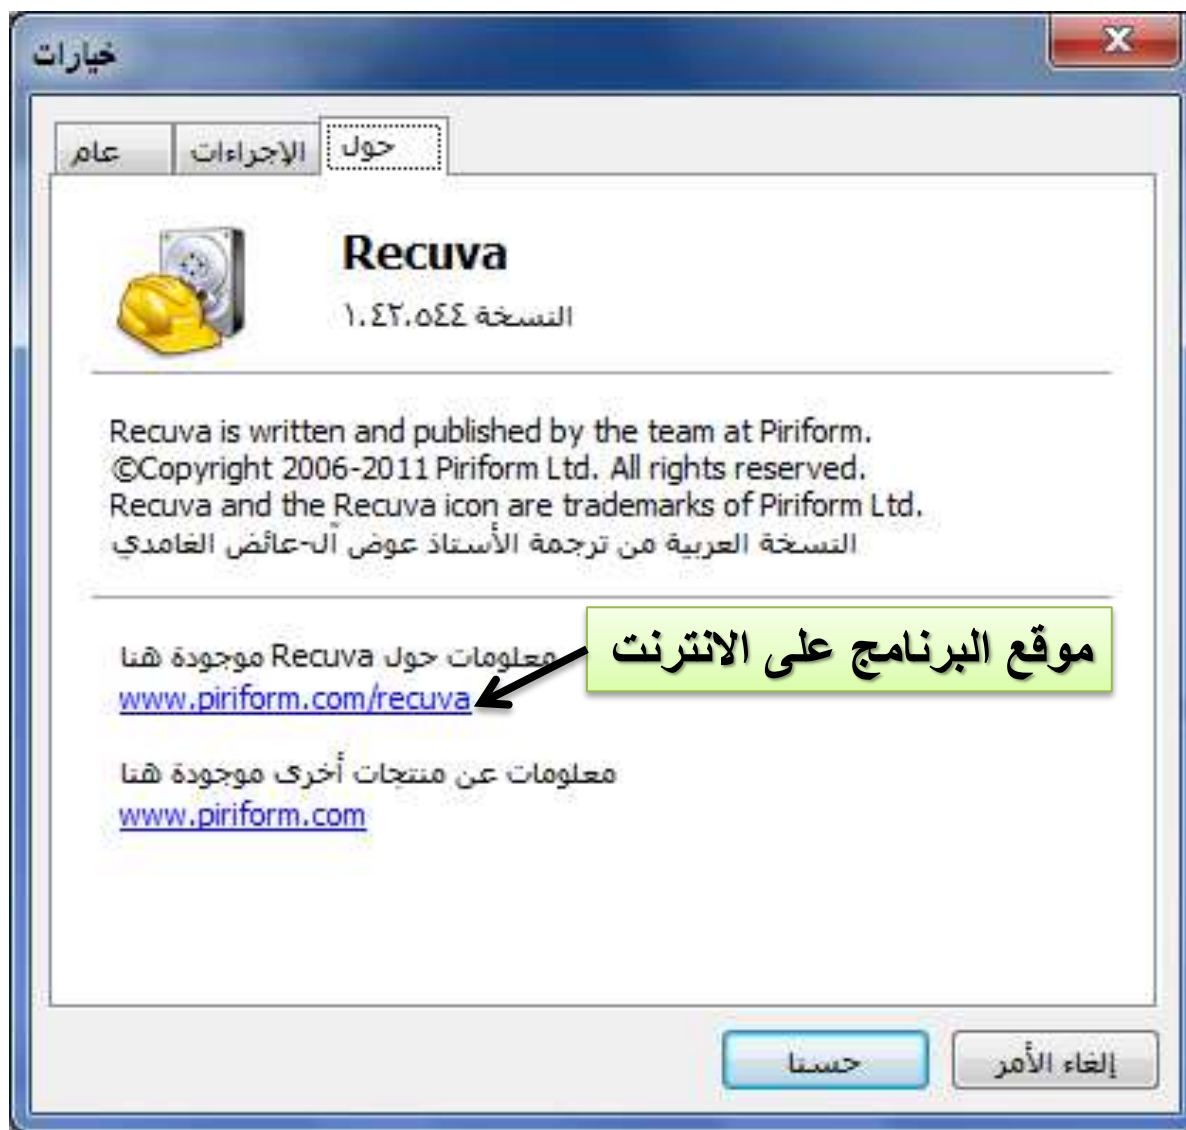 خيارات
عام
الإجراءات
حول
Recuva
النسخة ١.٤٢.٥٤٤
Recuva is written and published by the team at Piriform.
©Copyright 2006-2011 Piriform Ltd. All rights reserved.
Recuva and the Recuva icon are trademarks of Piriform Ltd.
النسخة العربية من ترجمة الأستاذ عوض آل-عائض الغامدي
موقع البرنامج على الانترنت
معلومات حول Recuva موجودة هنا
www.piriform.com/recuva
معلومات عن منتجات أخرى موجودة هنا
www.piriform.com
حسنا
إلغاء الأمر